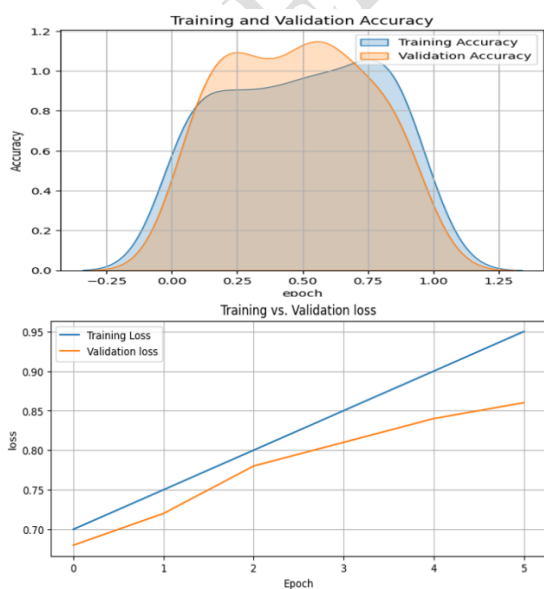 Training and Validation Accuracy
1.2
1.0
0.8
0.6
0.4
0.2
0.0
Accuracy
Training Accuracy
Validation Accuracy
−0.25 0.00 0.25 0.50 0.75 1.00 1.25
epoch
Training vs. Validation loss
0.95
0.90
0.85
0.80
0.75
0.70
loss
Training Loss
Validation loss
0 1 2 3 4 5
Epoch